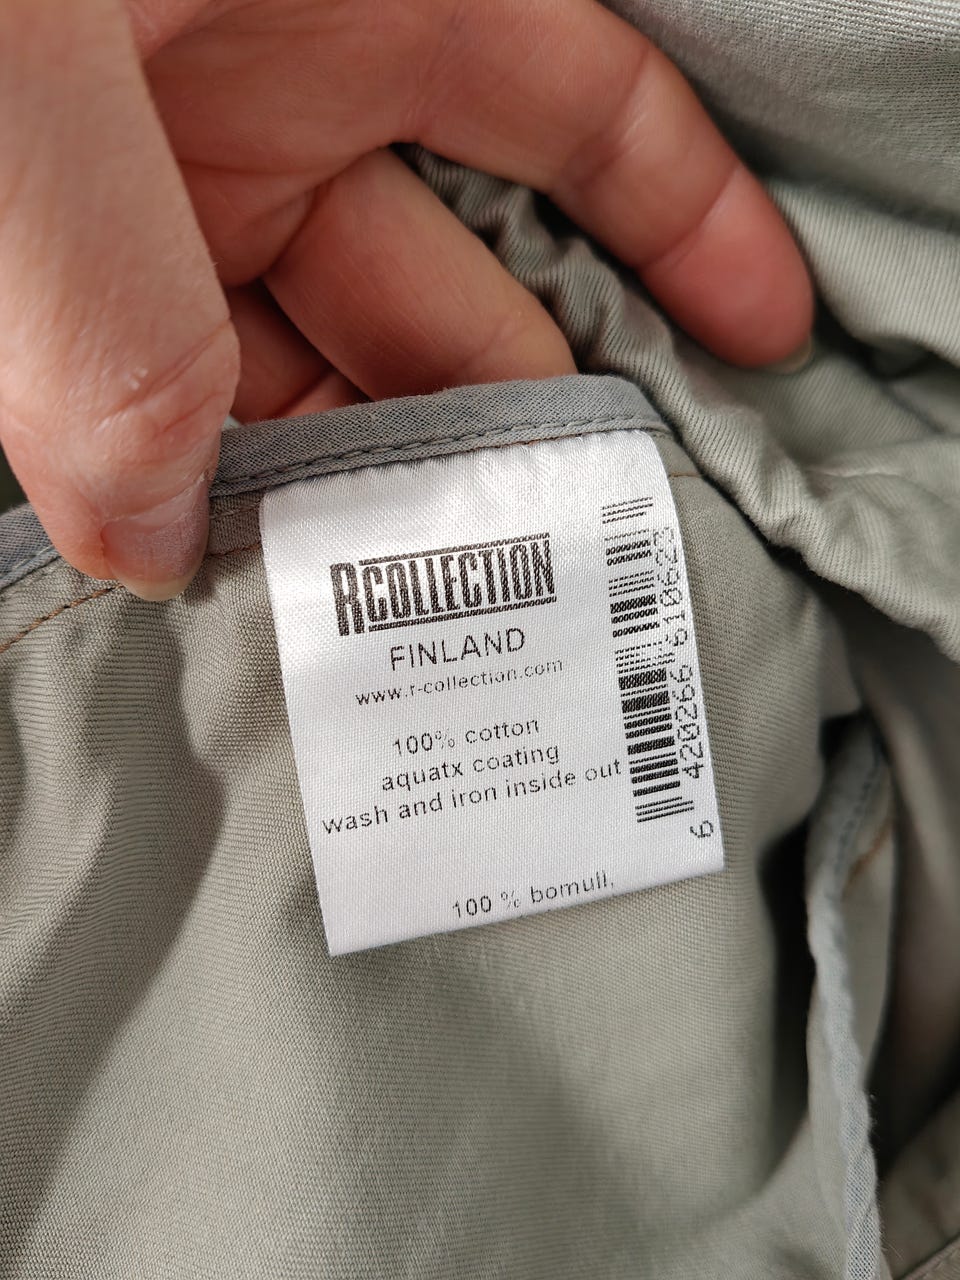 RCOLLECTION
FINLAND
www.r-collection.com
100% cotton
aquatx coating
wash and iron inside out
100 % bomull,
6 420266 610623